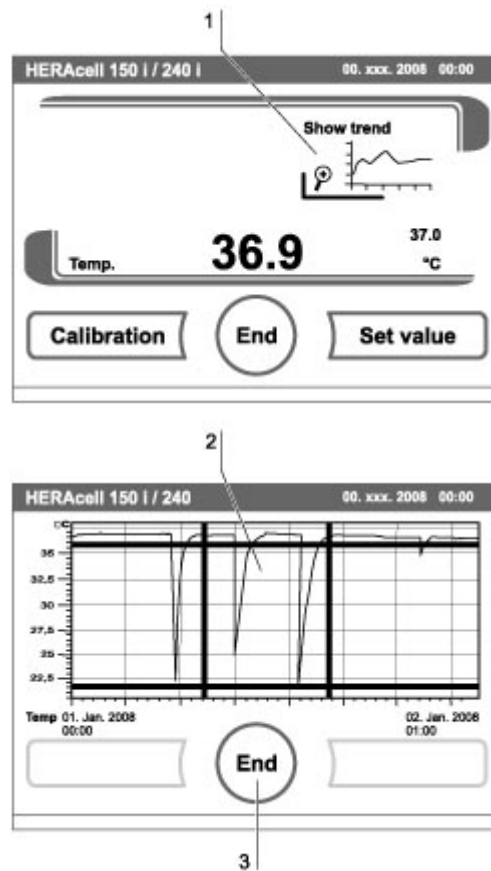 1
HERAcell 150 i / 240 i 00. xxx. 2008 00:00
Show trend
37.0
Temp. 36.9 °C
Calibration End Set value
2
HERAcell 150 i / 240 00. xxx. 2008 00:00
°C
35
32,5
30
27,5
25
22,5
Temp 01. Jan. 2008 02. Jan. 2008
00:00 01:00
End
3